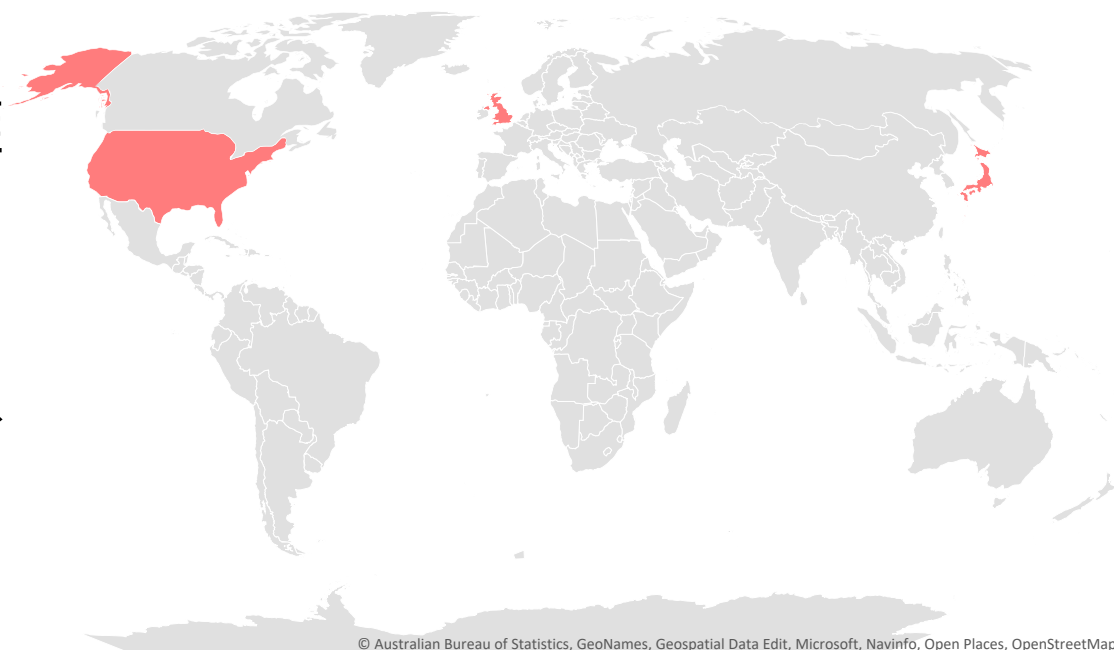 © Australian Bureau of Statistics, GeoNames, Geospatial Data Edit, Microsoft, Navinfo, Open Places, OpenStreetMap